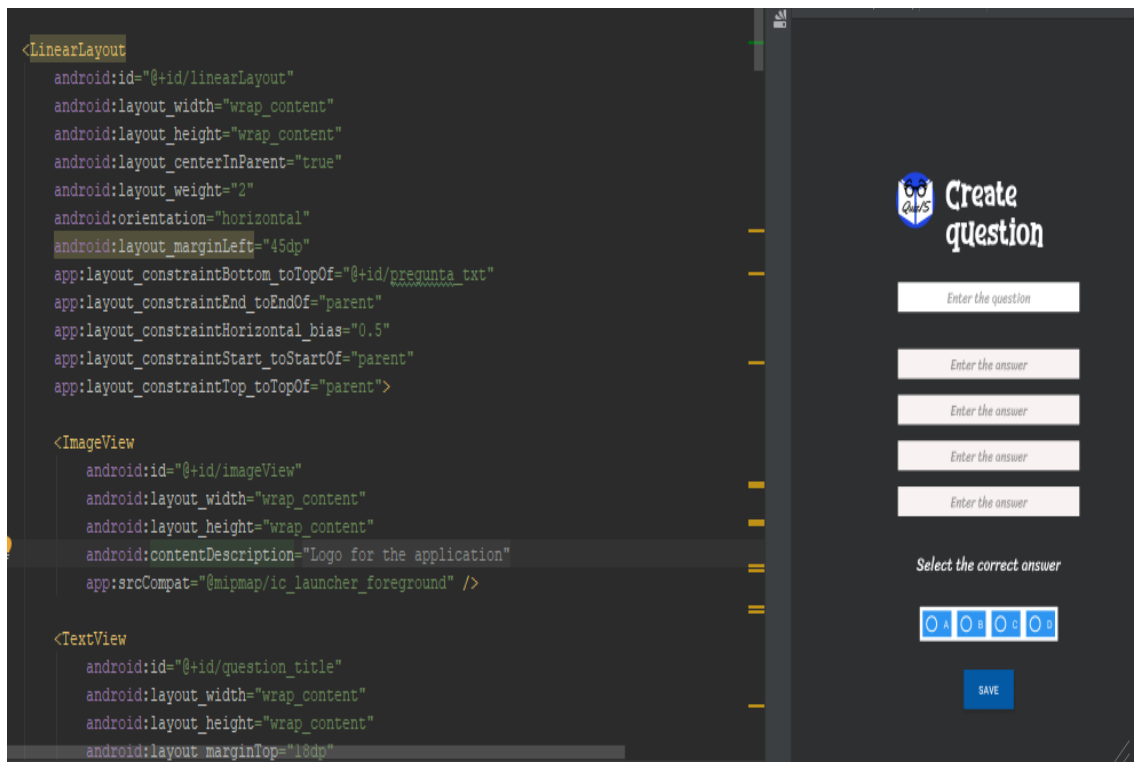 <LinearLayout
android:id="@+id/linearLayout"
android:layout_width="wrap_content"
android:layout_height="wrap_content"
android:layout_centerInParent="true"
android:layout_weight="2"
android:orientation="horizontal"
android:layout_marginLeft="45dp"
app:layout_constraintBottom_toTopOf="@+id/pregunta_txt"
app:layout_constraintEnd_toEndOf="parent"
app:layout_constraintHorizontal_bias="0.5"
app:layout_constraintStart_toStartOf="parent"
app:layout_constraintTop_toTopOf="parent">
<ImageView
android:id="@+id/imageView"
android:layout_width="wrap_content"
android:layout_height="wrap_content"
android:contentDescription="Logo for the application"
app:srcCompat="@mipmap/ic_launcher_foreground" />
<TextView
android:id="@+id/question_title"
android:layout_width="wrap_content"
android:layout_height="wrap_content"
android:layout_marginTop="18dp"
Create
question
Enter the question
Enter the answer
Enter the answer
Enter the answer
Enter the answer
Select the correct answer
A B C D
SAVE